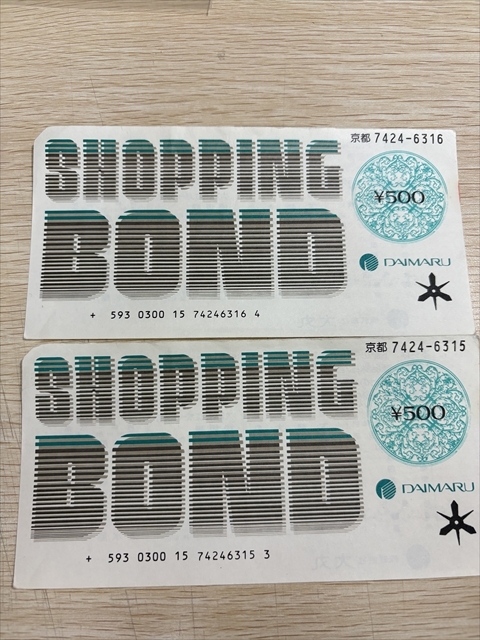 京都 7424-6316
SHOPPING
BOND
¥500
DAIMARU
+ 593 0300 15 74246316 4
京都 7424-6315
SHOPPING
BOND
¥500
DAIMARU
+ 593 0300 15 74246315 3